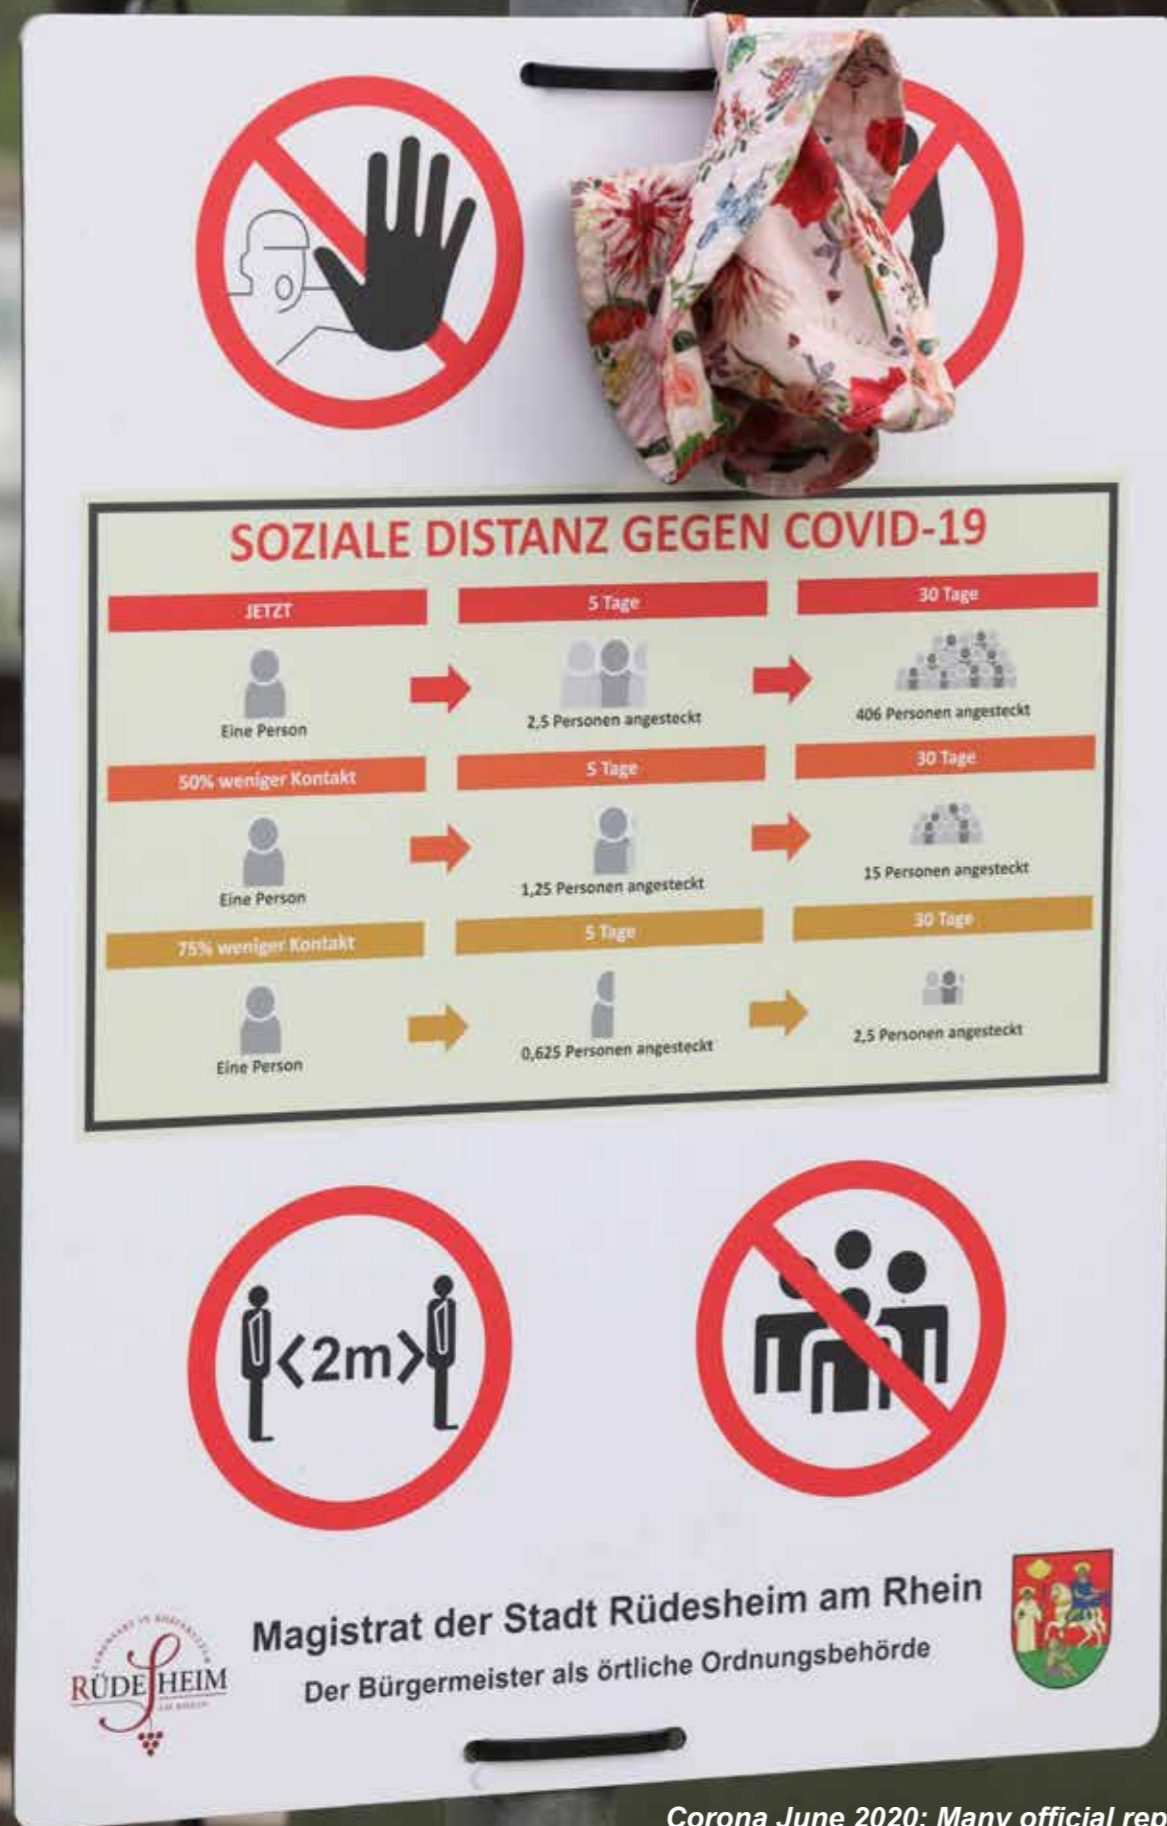 SOZIALE DISTANZ GEGEN COVID-19
JETZT
5 Tage
30 Tage
Eine Person
2,5 Personen angesteckt
406 Personen angesteckt
50% weniger Kontakt
5 Tage
30 Tage
Eine Person
1,25 Personen angesteckt
15 Personen angesteckt
75% weniger Kontakt
5 Tage
30 Tage
Eine Person
0,625 Personen angesteckt
2,5 Personen angesteckt
<2m>
Magistrat der Stadt Rüdesheim am Rhein
Der Bürgermeister als örtliche Ordnungsbehörde
RÜDESHEIM
AM RHEIN
Corona June 2020: Many official rep